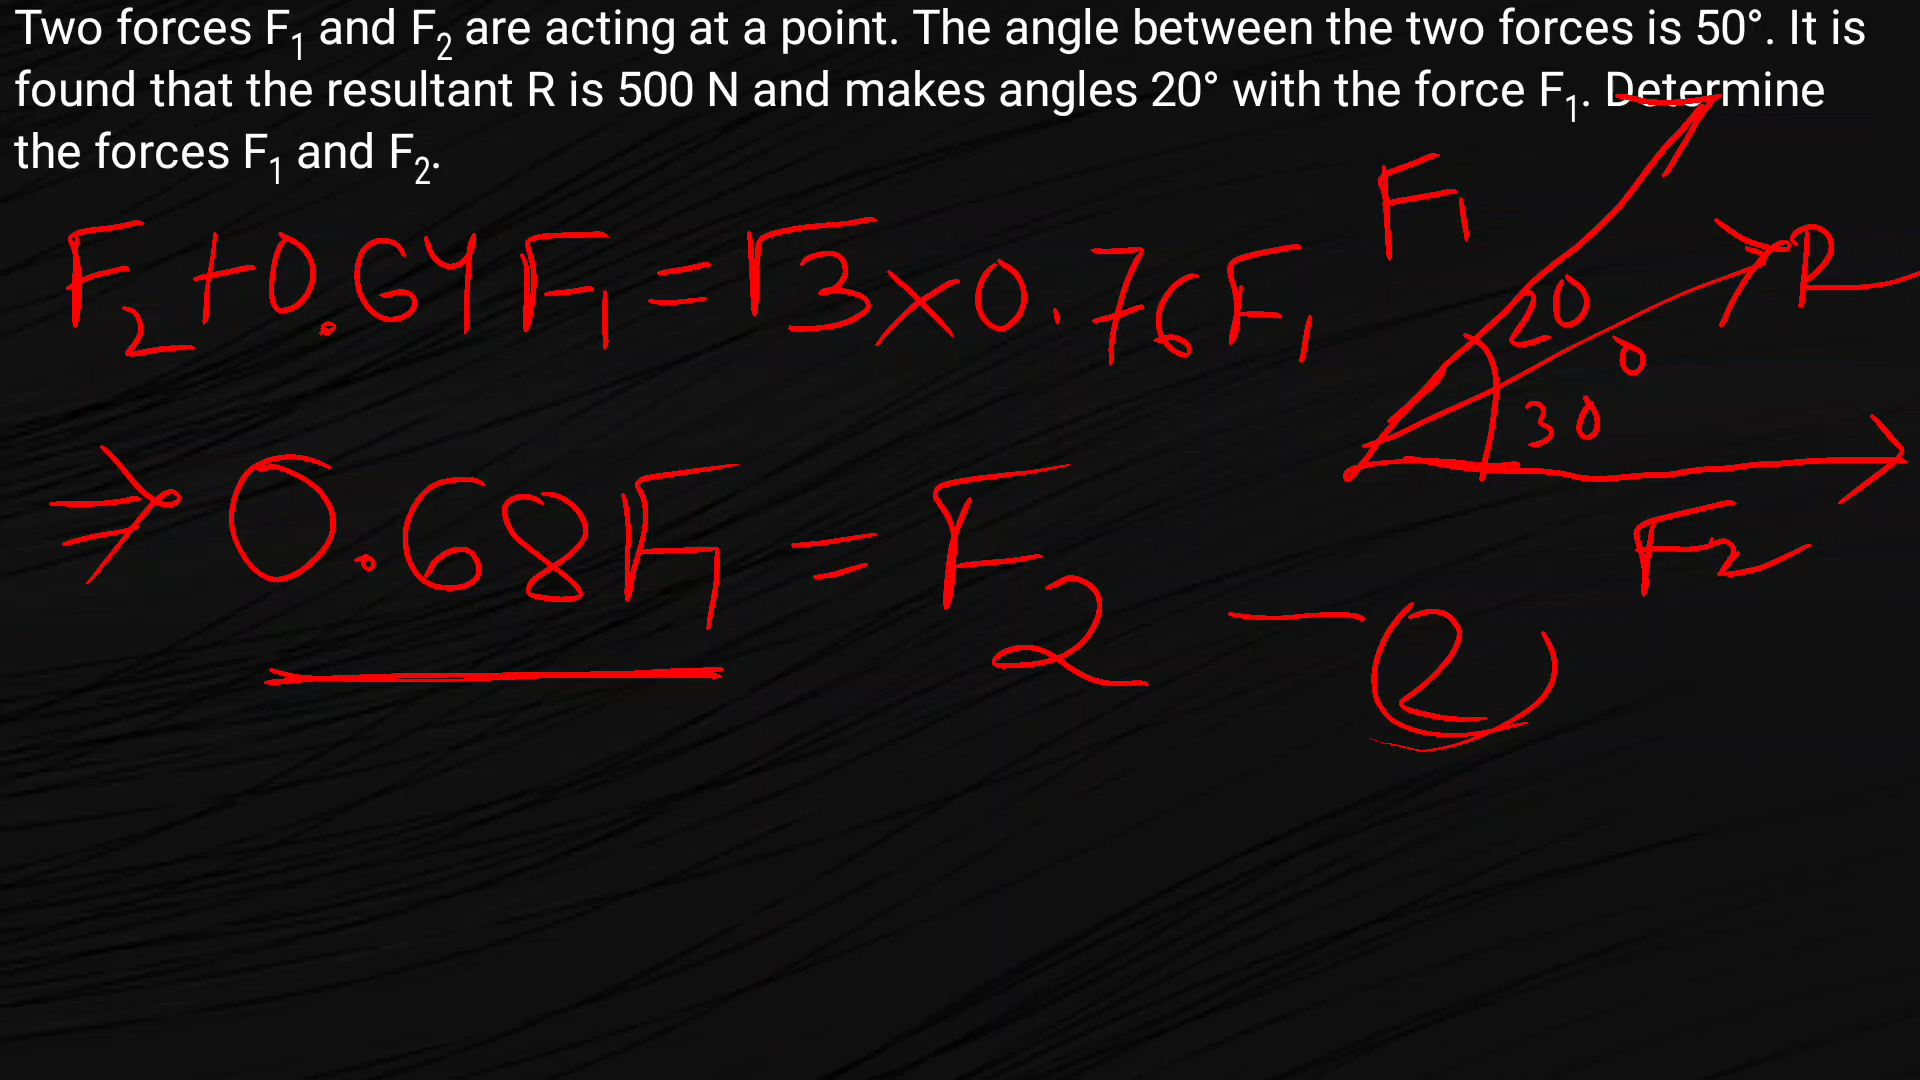 Two forces F₁ and F₂ are acting at a point. The angle between the two forces is 50°. It is
found that the resultant R is 500 N and makes angles 20° with the force F₁. Determine
the forces F₁ and F₂.
F₂+0.64F₁=√3×0.76F₁
⇒ 0.68F₁ = F₂ — ②
F₁
R
20°
30
F₂